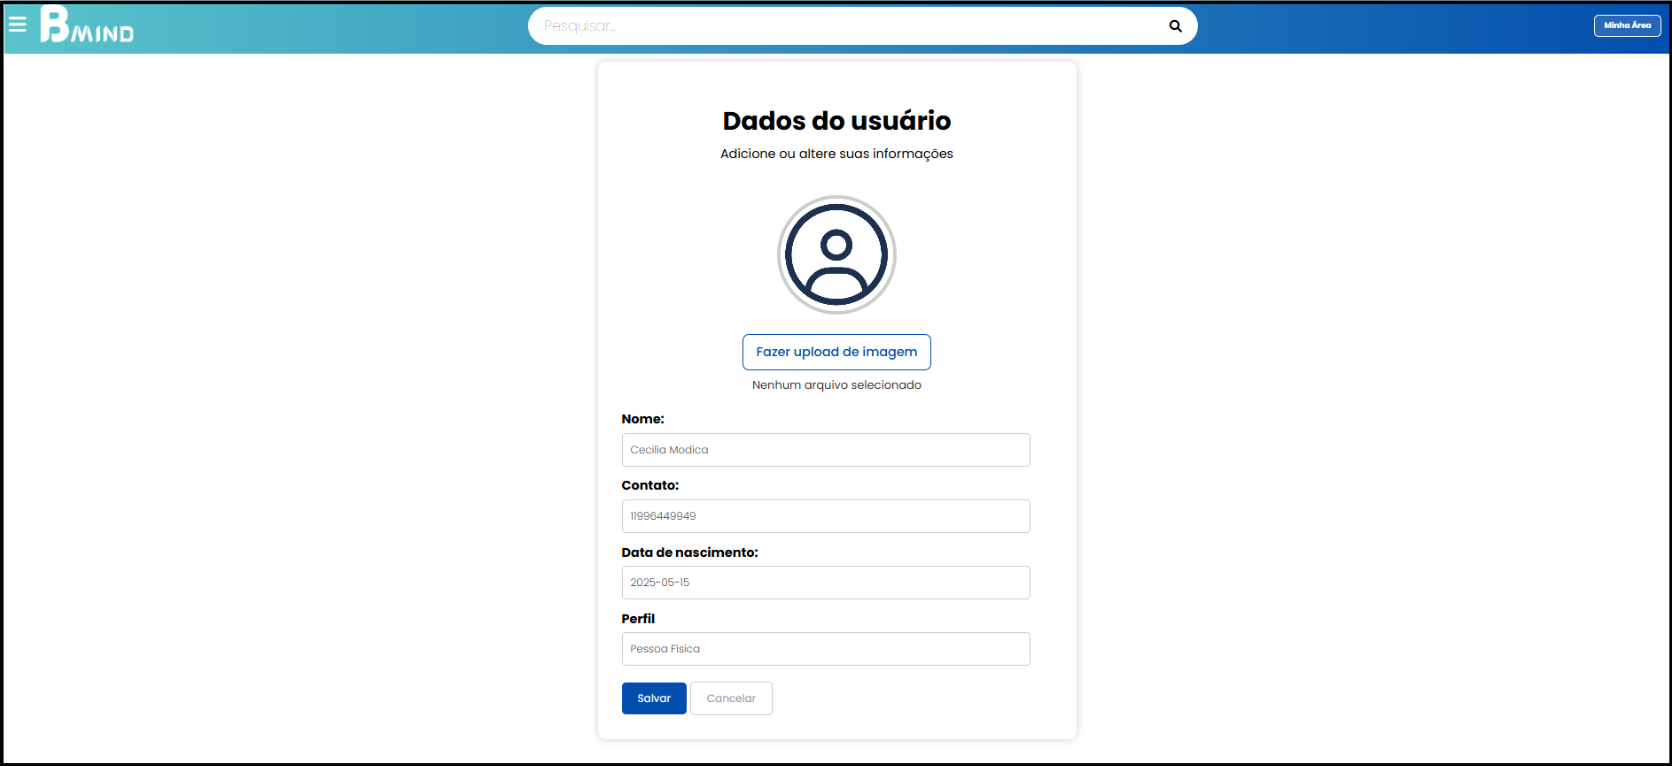 BMIND
Pesquisar...
Minha Área
Dados do usuário
Adicione ou altere suas informações
Fazer upload de imagem
Nenhum arquivo selecionado
Nome:
Cecilia Modica
Contato:
11996449949
Data de nascimento:
2025-05-15
Perfil
Pessoa Física
Salvar
Cancelar